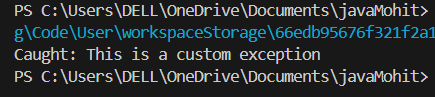 PS C:\Users\DELL\OneDrive\Documents\javaMohit>
g\Code\User\workspaceStorage\66edb95676f321f2a1
Caught: This is a custom exception
PS C:\Users\DELL\OneDrive\Documents\javaMohit>